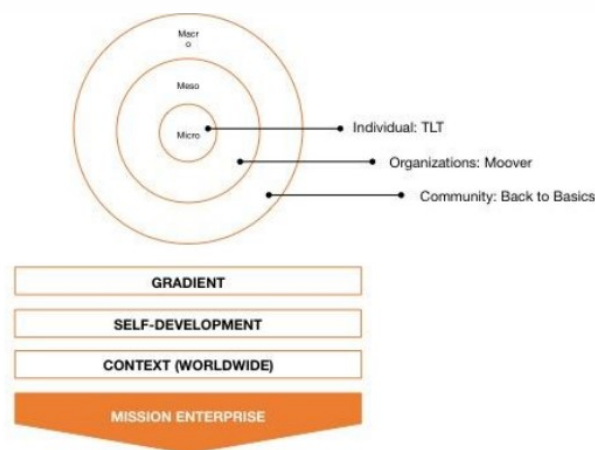 Macr
o
Meso
Micro
Individual: TLT
Organizations: Moover
Community: Back to Basics
GRADIENT
SELF-DEVELOPMENT
CONTEXT (WORLDWIDE)
MISSION ENTERPRISE